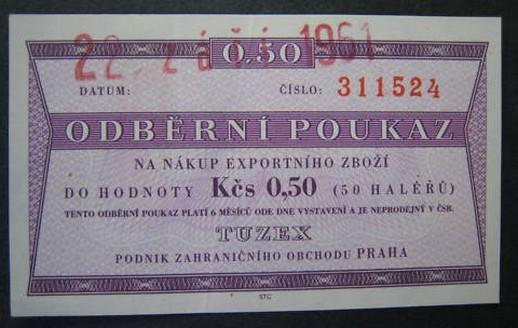 22. září 1961
0.50
DATUM: ČÍSLO: 311524
ODBĚRNÍ POUKAZ
NA NÁKUP EXPORTNÍHO ZBOŽÍ
DO HODNOTY Kčs 0,50 (50 HALÉŘŮ)
TENTO ODBĚRNÍ POUKAZ PLATÍ 6 MĚSÍCŮ ODE DNE VYSTAVENÍ A JE NEPRODEJNÝ V ČSR.
TUZEX
PODNIK ZAHRANIČNÍHO OBCHODU PRAHA
STC